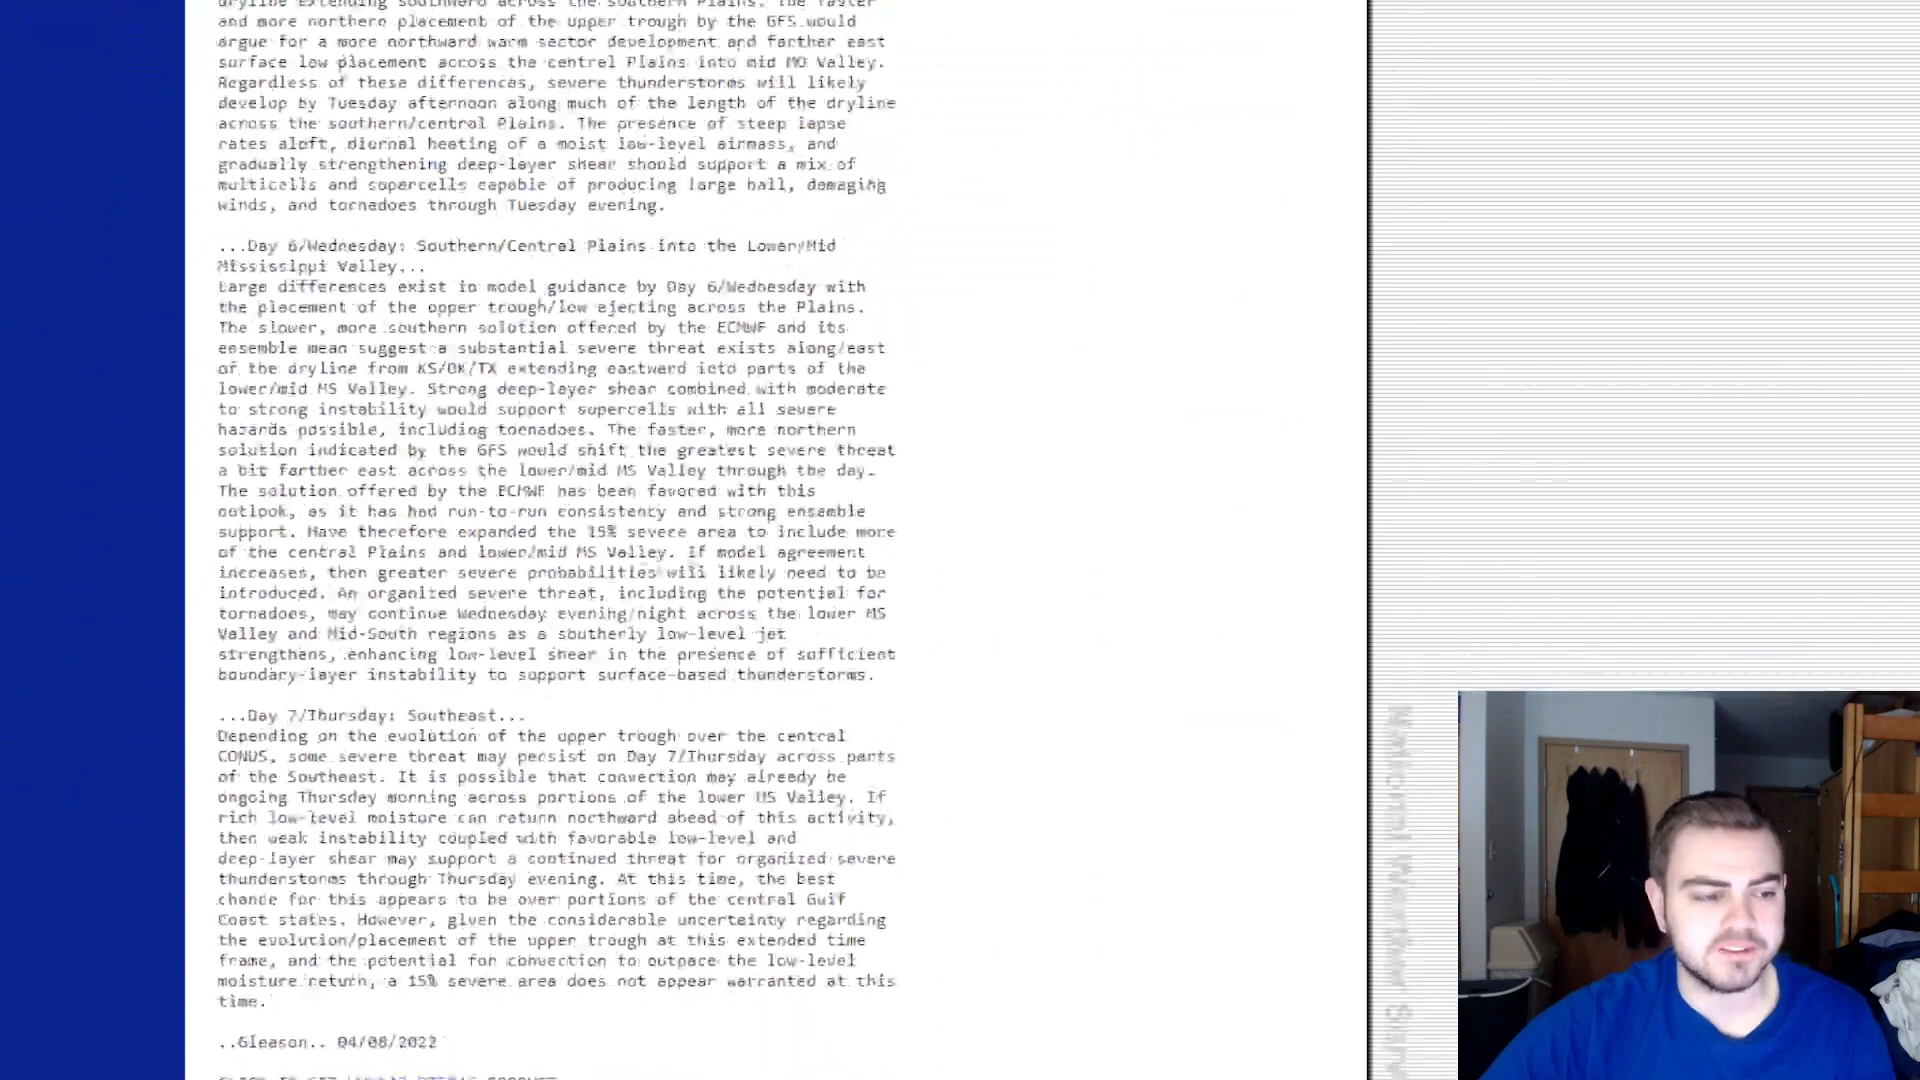 dryline extending southward across the southern Plains. The faster
and more northern placement of the upper trough by the GFS would
argue for a more northward warm sector development and farther east
surface low placement across the central Plains into mid MO Valley.
Regardless of these differences, severe thunderstorms will likely
develop by Tuesday afternoon along much of the length of the dryline
across the southern/central Plains. The presence of steep lapse
rates aloft, diurnal heating of a moist low-level airmass, and
gradually strengthening deep-layer shear should support a mix of
multicells and supercells capable of producing large hail, damaging
winds, and tornadoes through Tuesday evening.
...Day 6/Wednesday: Southern/Central Plains into the Lower/Mid
Mississippi Valley...
Large differences exist in model guidance by Day 6/Wednesday with
the placement of the upper trough/low ejecting across the Plains.
The slower, more southern solution offered by the ECMWF and its
ensemble mean suggest a substantial severe threat exists along/east
of the dryline from KS/OK/TX extending eastward into parts of the
lower/mid MS Valley. Strong deep-layer shear combined with moderate
to strong instability would support supercells with all severe
hazards possible, including tornadoes. The faster, more northern
solution indicated by the GFS would shift the greatest severe threat
a bit farther east across the lower/mid MS Valley through the day.
The solution offered by the ECMWF has been favored with this
outlook, as it has had run-to-run consistency and strong ensemble
support. Have therefore expanded the 15% severe area to include more
of the central Plains and lower/mid MS Valley. If model agreement
increases, then greater severe probabilities will likely need to be
introduced. An organized severe threat, including the potential for
tornadoes, may continue Wednesday evening/night across the lower MS
Valley and Mid-South regions as a southerly low-level jet
strengthens, enhancing low-level shear in the presence of sufficient
boundary-layer instability to support surface-based thunderstorms.
...Day 7/Thursday: Southeast...
Depending on the evolution of the upper trough over the central
CONUS, some severe threat may persist on Day 7/Thursday across parts
of the Southeast. It is possible that convection may already be
ongoing Thursday morning across portions of the lower MS Valley. If
rich low-level moisture can return northward ahead of this activity,
then weak instability coupled with favorable low-level and
deep-layer shear may support a continued threat for organized severe
thunderstorms through Thursday evening. At this time, the best
chance for this appears to be over portions of the central Gulf
Coast states. However, given the considerable uncertainty regarding
the evolution/placement of the upper trough at this extended time
frame, and the potential for convection to outpace the low-level
moisture return, a 15% severe area does not appear warranted at this
time.
..Gleason.. 04/08/2022
National Weather Serv